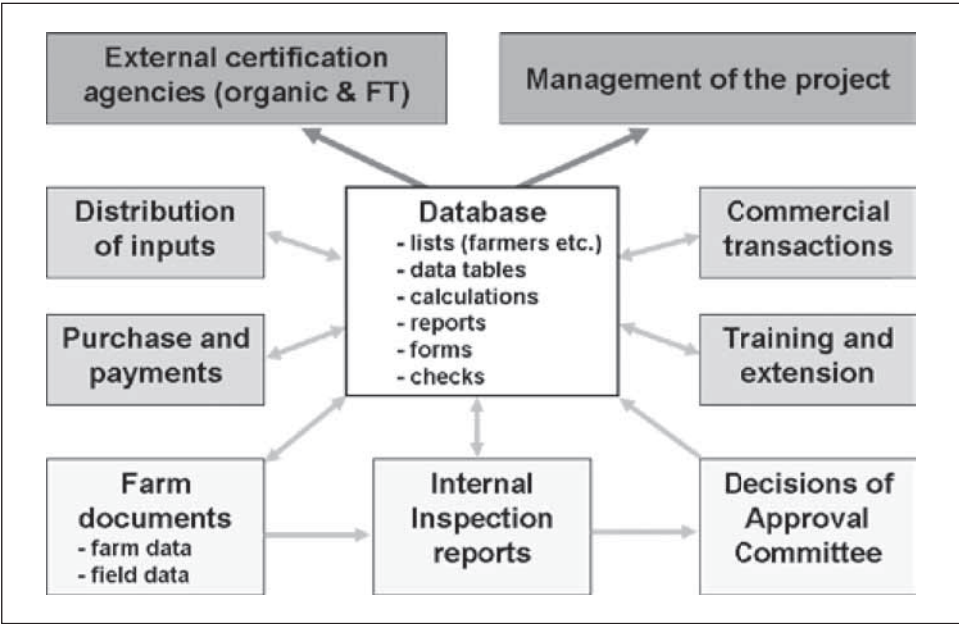 External certification
agencies (organic & FT)
Management of the project
Distribution
of inputs
Database
- lists (farmers etc.)
- data tables
- calculations
- reports
- forms
- checks
Commercial
transactions
Purchase and
payments
Training and
extension
Farm
documents
- farm data
- field data
Internal
Inspection
reports
Decisions of
Approval
Committee